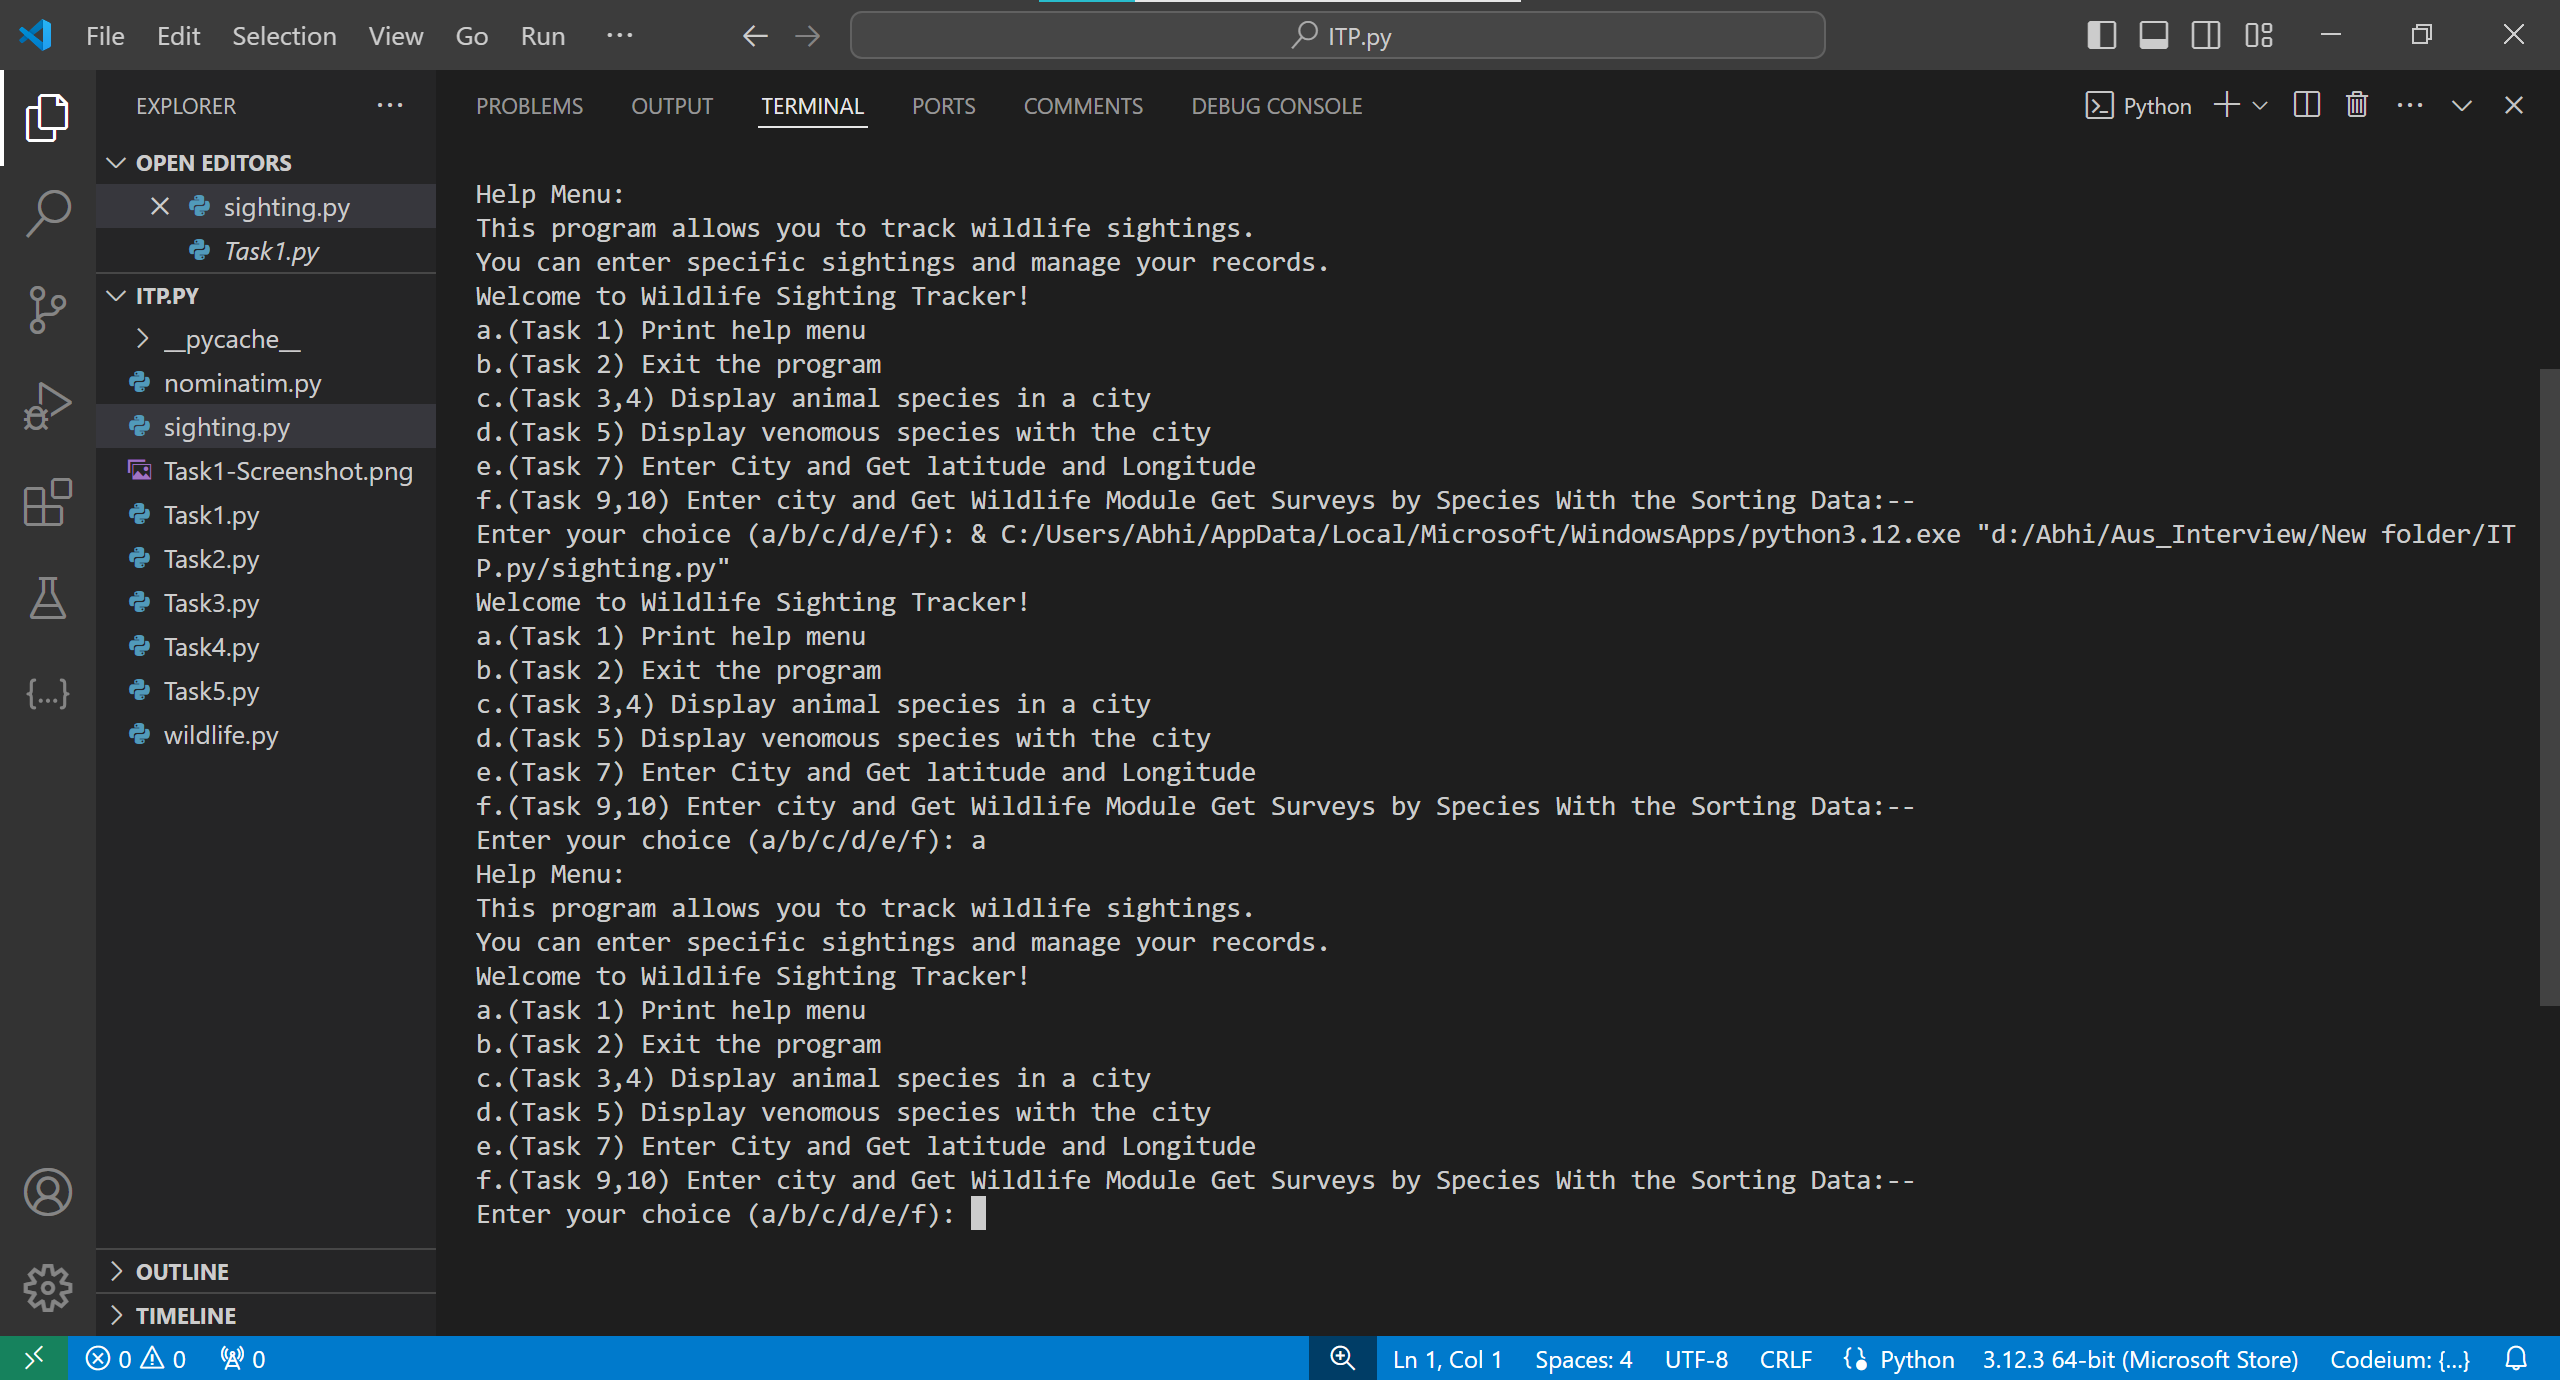 File Edit Selection View Go Run ···
ITP.py
EXPLORER
OPEN EDITORS
sighting.py
Task1.py
ITP.PY
__pycache__
nominatim.py
sighting.py
Task1-Screenshot.png
Task1.py
Task2.py
Task3.py
Task4.py
Task5.py
wildlife.py
OUTLINE
TIMELINE
PROBLEMS OUTPUT TERMINAL PORTS COMMENTS DEBUG CONSOLE
Python
Help Menu:
This program allows you to track wildlife sightings.
You can enter specific sightings and manage your records.
Welcome to Wildlife Sighting Tracker!
a.(Task 1) Print help menu
b.(Task 2) Exit the program
c.(Task 3,4) Display animal species in a city
d.(Task 5) Display venomous species with the city
e.(Task 7) Enter City and Get latitude and Longitude
f.(Task 9,10) Enter city and Get Wildlife Module Get Surveys by Species With the Sorting Data:--
Enter your choice (a/b/c/d/e/f): & C:/Users/Abhi/AppData/Local/Microsoft/WindowsApps/python3.12.exe "d:/Abhi/Aus_Interview/New folder/IT
P.py/sighting.py"
Welcome to Wildlife Sighting Tracker!
a.(Task 1) Print help menu
b.(Task 2) Exit the program
c.(Task 3,4) Display animal species in a city
d.(Task 5) Display venomous species with the city
e.(Task 7) Enter City and Get latitude and Longitude
f.(Task 9,10) Enter city and Get Wildlife Module Get Surveys by Species With the Sorting Data:--
Enter your choice (a/b/c/d/e/f): a
Help Menu:
This program allows you to track wildlife sightings.
You can enter specific sightings and manage your records.
Welcome to Wildlife Sighting Tracker!
a.(Task 1) Print help menu
b.(Task 2) Exit the program
c.(Task 3,4) Display animal species in a city
d.(Task 5) Display venomous species with the city
e.(Task 7) Enter City and Get latitude and Longitude
f.(Task 9,10) Enter city and Get Wildlife Module Get Surveys by Species With the Sorting Data:--
Enter your choice (a/b/c/d/e/f):
0 0 0 Ln 1, Col 1 Spaces: 4 UTF-8 CRLF Python 3.12.3 64-bit (Microsoft Store) Codeium: {...}